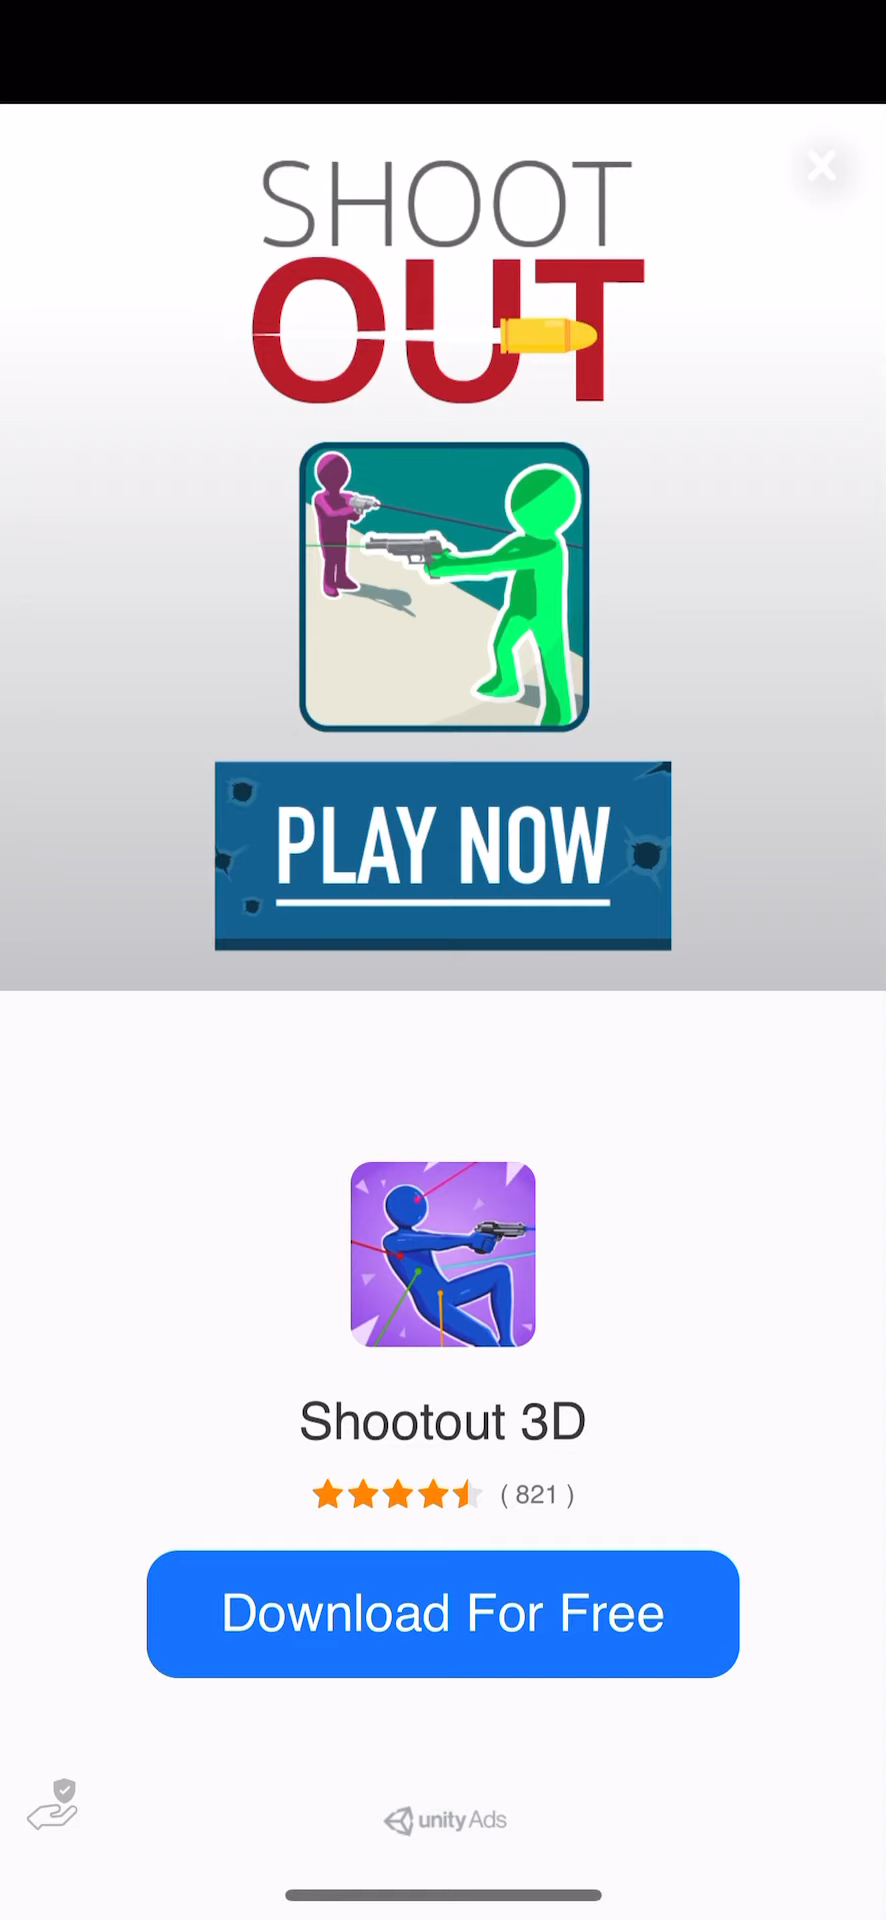 SHOOT
OUT
PLAY NOW
Shootout 3D
( 821 )
Download For Free
unity Ads